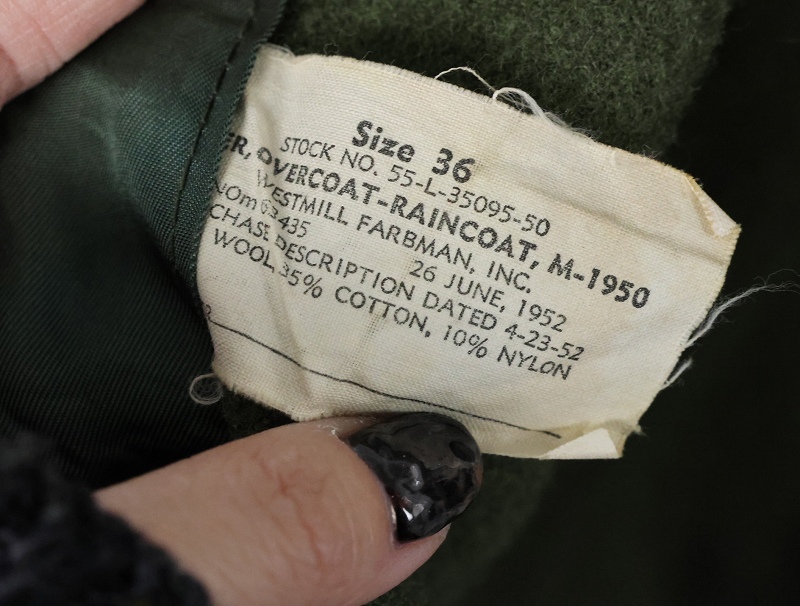 Size 36
STOCK NO. 55-L-35095-50
ER, OVERCOAT-RAINCOAT, M-1950
WESTMILL FARBMAN, INC.
26 JUNE, 1952
CHASE DESCRIPTION DATED 4-23-52
WOOL 35% COTTON, 10% NYLON